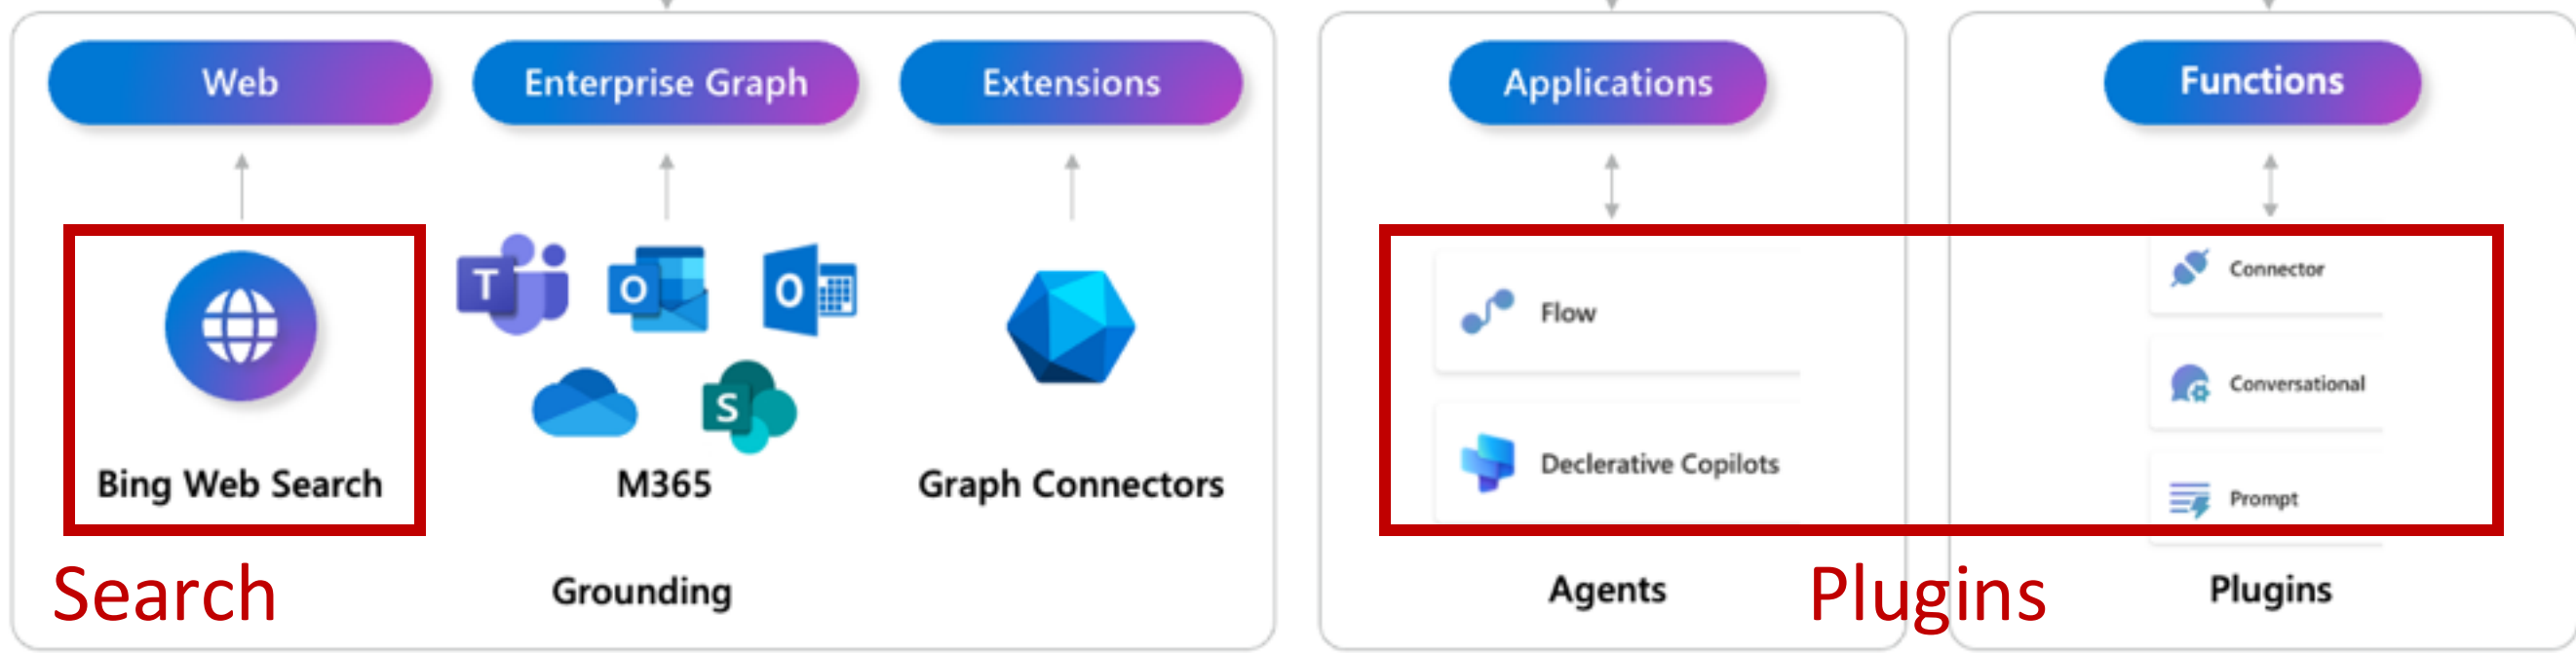 Web
Enterprise Graph
Extensions
Applications
Functions
T
O
O
S
Bing Web Search
M365
Graph Connectors
Flow
Declerative Copilots
Connector
Conversational
Prompt
Search
Grounding
Agents
Plugins
Plugins